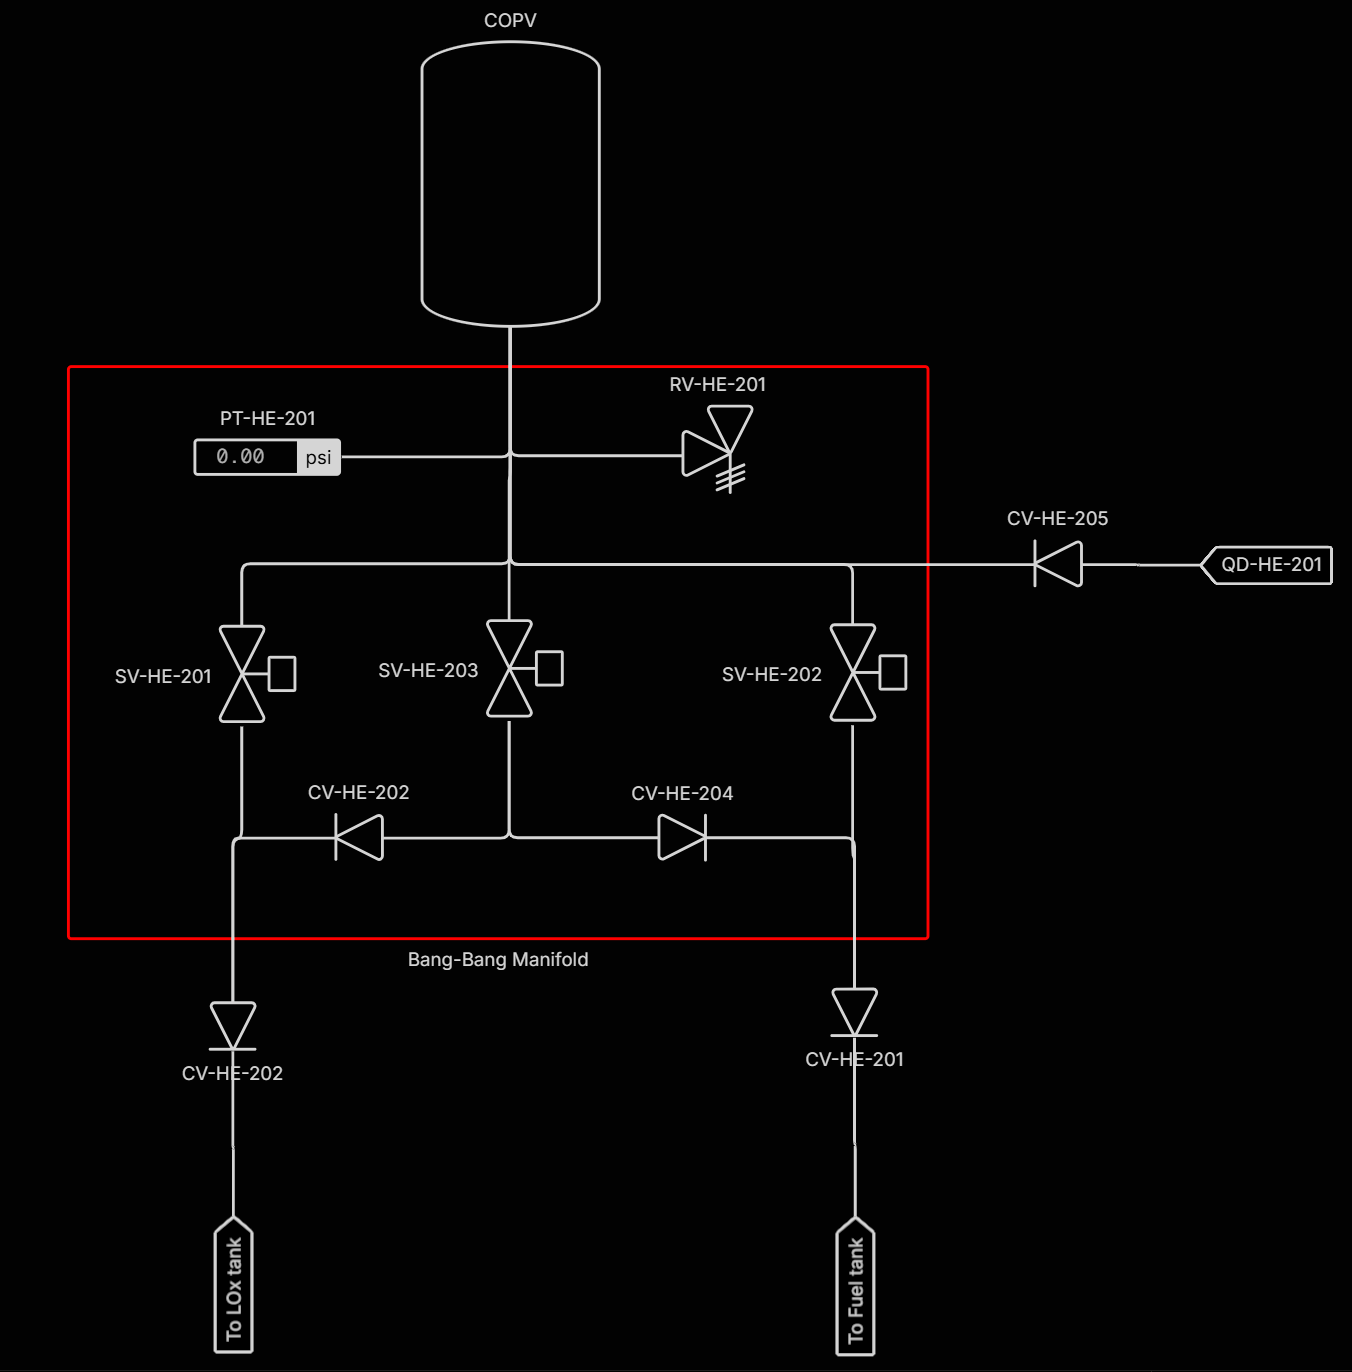 COPV
RV-HE-201
PT-HE-201
0.00 psi
CV-HE-205
QD-HE-201
SV-HE-201
SV-HE-203
SV-HE-202
CV-HE-202
CV-HE-204
Bang-Bang Manifold
CV-HE-202
CV-HE-201
To LOx tank
To Fuel tank